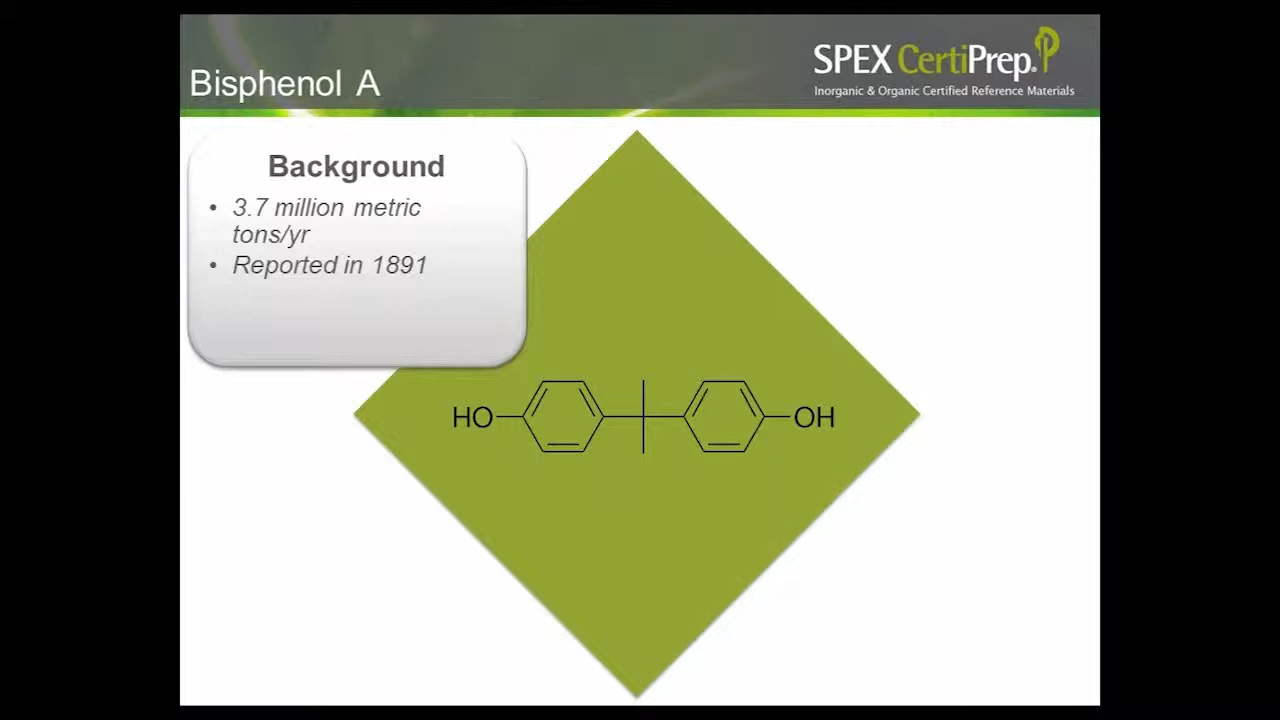 Bisphenol A
SPEX CertiPrep.
Inorganic & Organic Certified Reference Materials
Background
• 3.7 million metric
tons/yr
• Reported in 1891
HO
OH